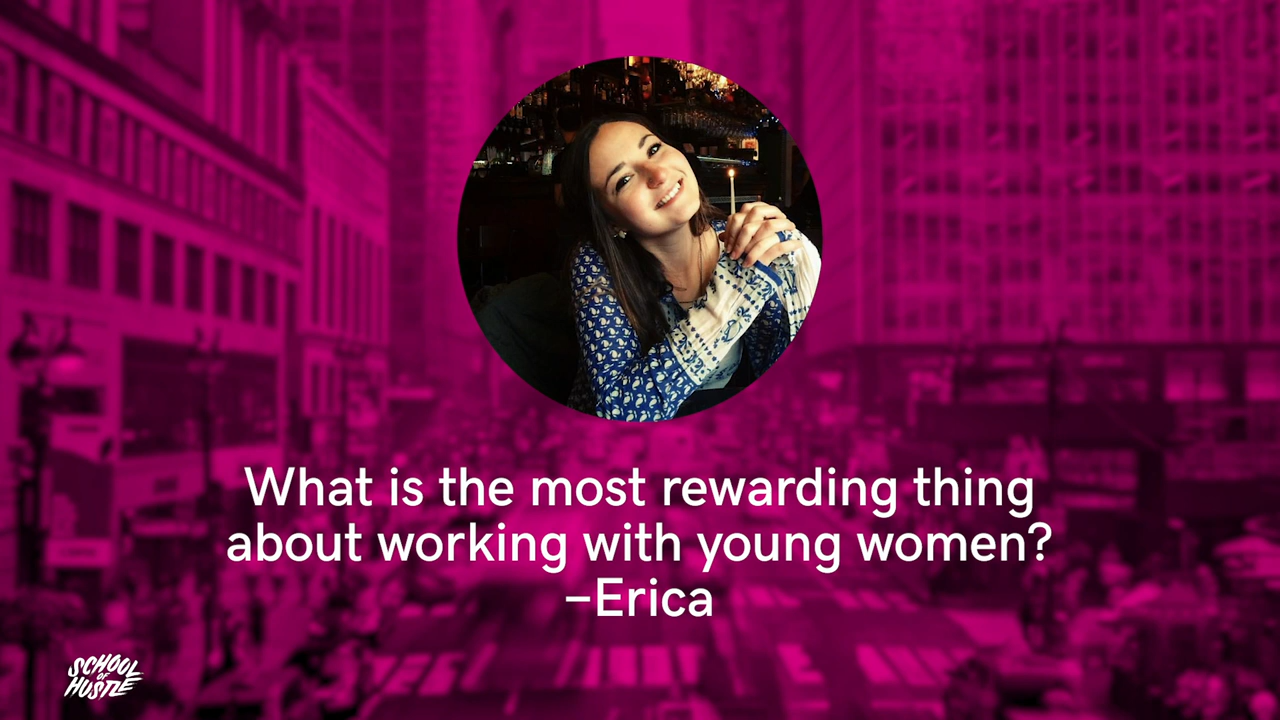 What is the most rewarding thing
about working with young women?
–Erica
SCHOOL
OF
HUSTLE